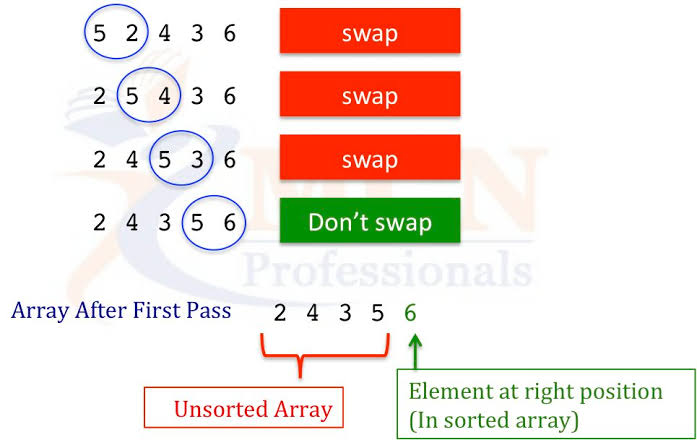 5 2 4 3 6 swap
2 5 4 3 6 swap
2 4 5 3 6 swap
2 4 3 5 6 Don't swap
Professionals
Array After First Pass 2 4 3 5 6
Unsorted Array
Element at right position
(In sorted array)